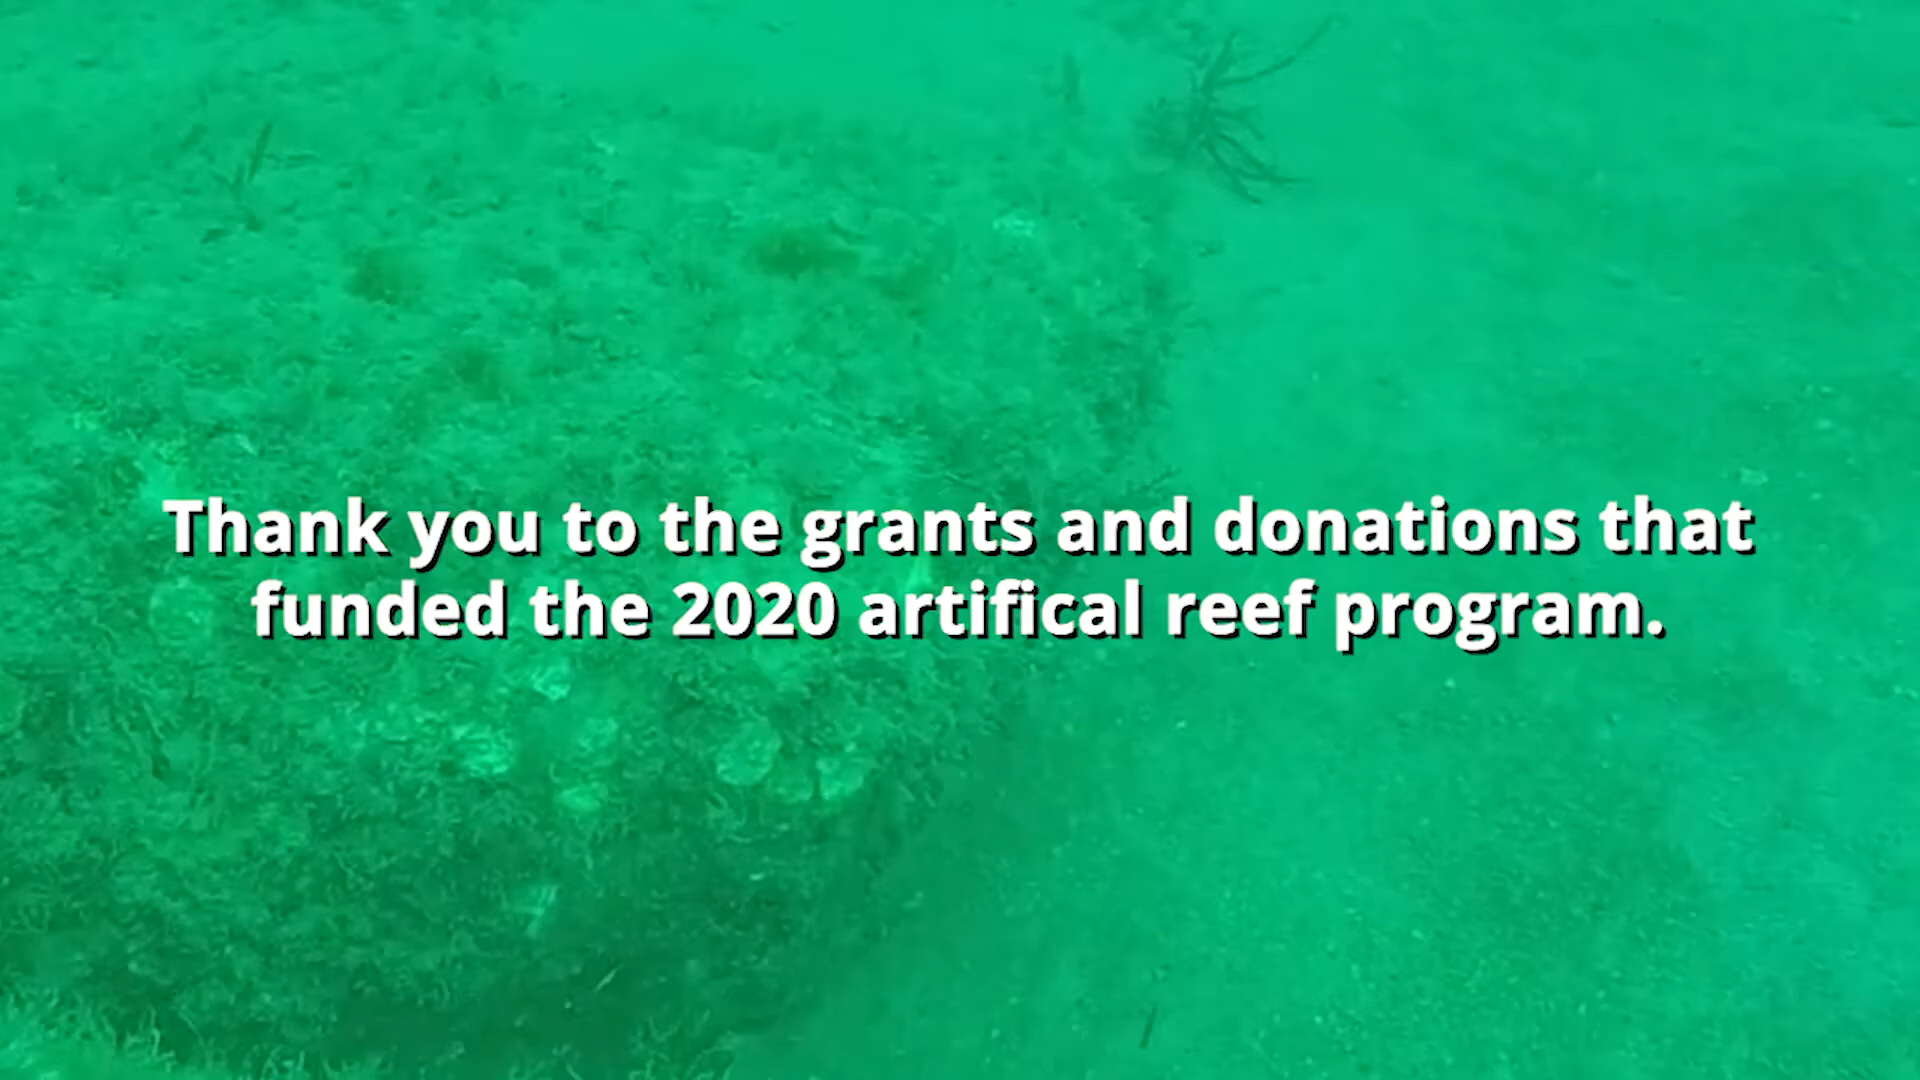 Thank you to the grants and donations that
funded the 2020 artifical reef program.